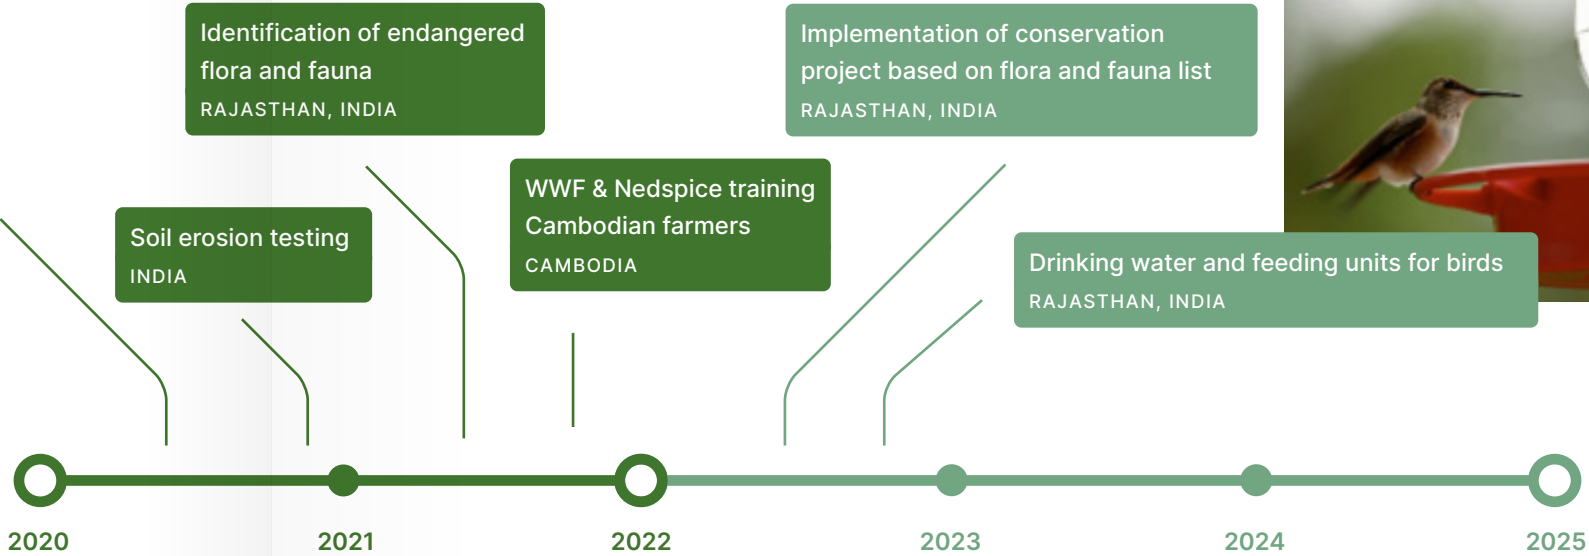 Identification of endangered
flora and fauna
RAJASTHAN, INDIA
Implementation of conservation
project based on flora and fauna list
RAJASTHAN, INDIA
WWF & Nedspice training
Cambodian farmers
CAMBODIA
Soil erosion testing
INDIA
Drinking water and feeding units for birds
RAJASTHAN, INDIA
2020
2021
2022
2023
2024
2025